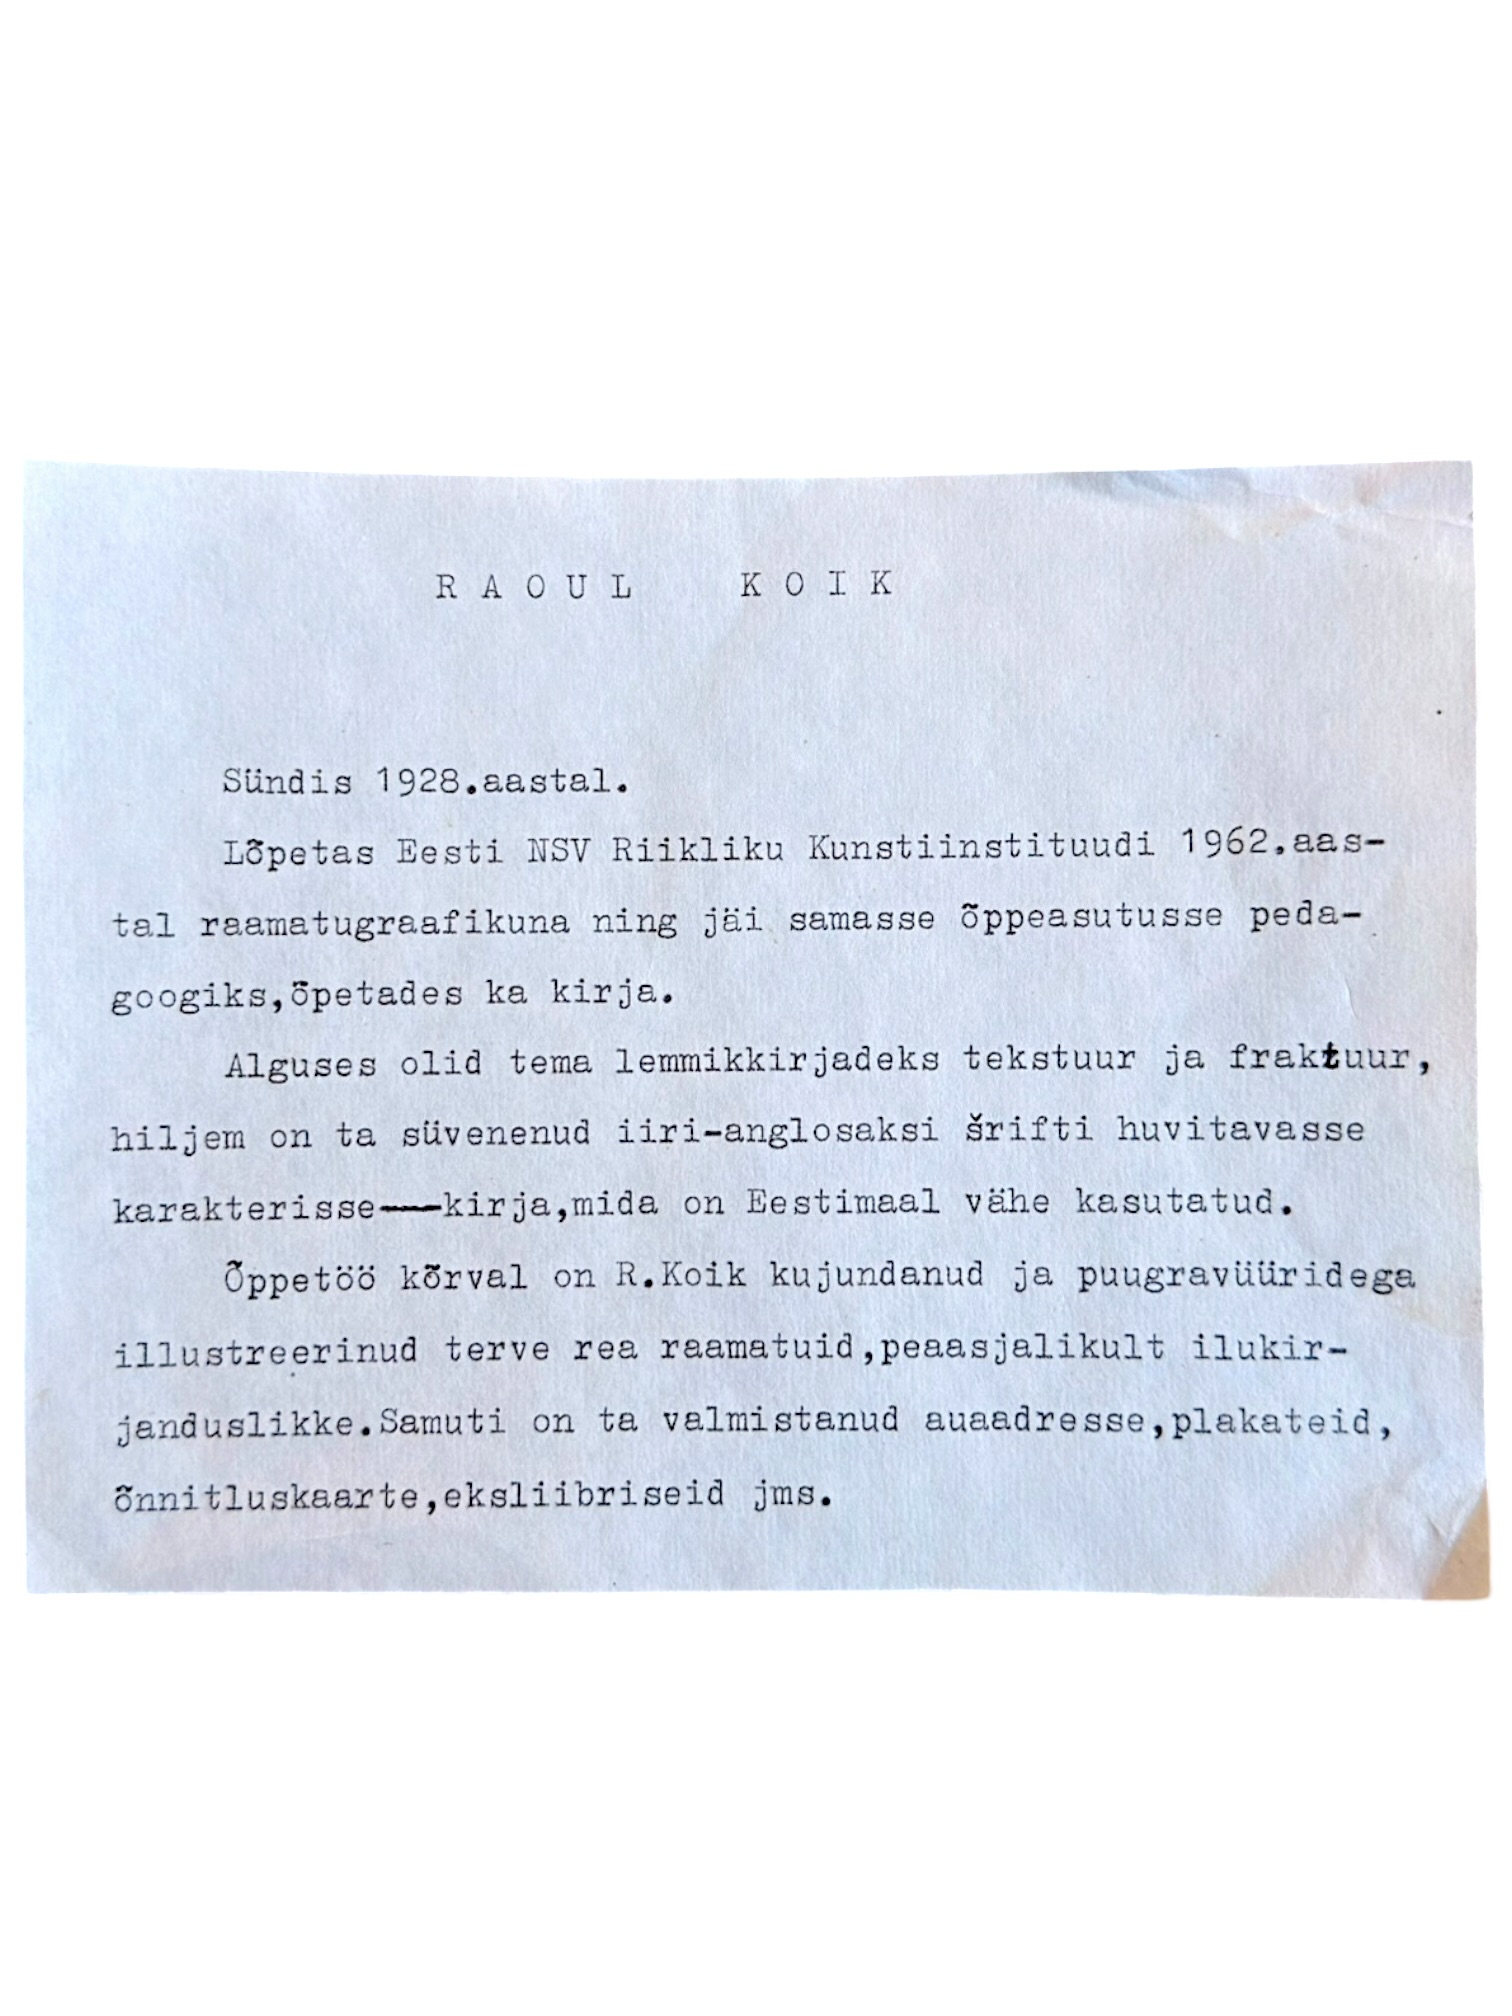 RAOUL KOIK
Sündis 1928.aastal.
Lõpetas Eesti NSV Riikliku Kunstiinstituudi 1962.aas-
tal raamatugraafikuna ning jäi samasse õppeasutusse peda-
googiks,õpetades ka kirja.
Alguses olid tema lemmikkirjadeks tekstuur ja fraktuur,
hiljem on ta süvenenud iiri-anglosaksi šrifti huvitavasse
karakterisse—kirja,mida on Eestimaal vähe kasutatud.
Õppetöö kõrval on R.Koik kujundanud ja puugravüüridega
illustreerinud terve rea raamatuid,peaasjalikult ilukir-
janduslikke.Samuti on ta valmistanud auaadresse,plakateid,
õnnitluskaarte,eksliibriseid jms.